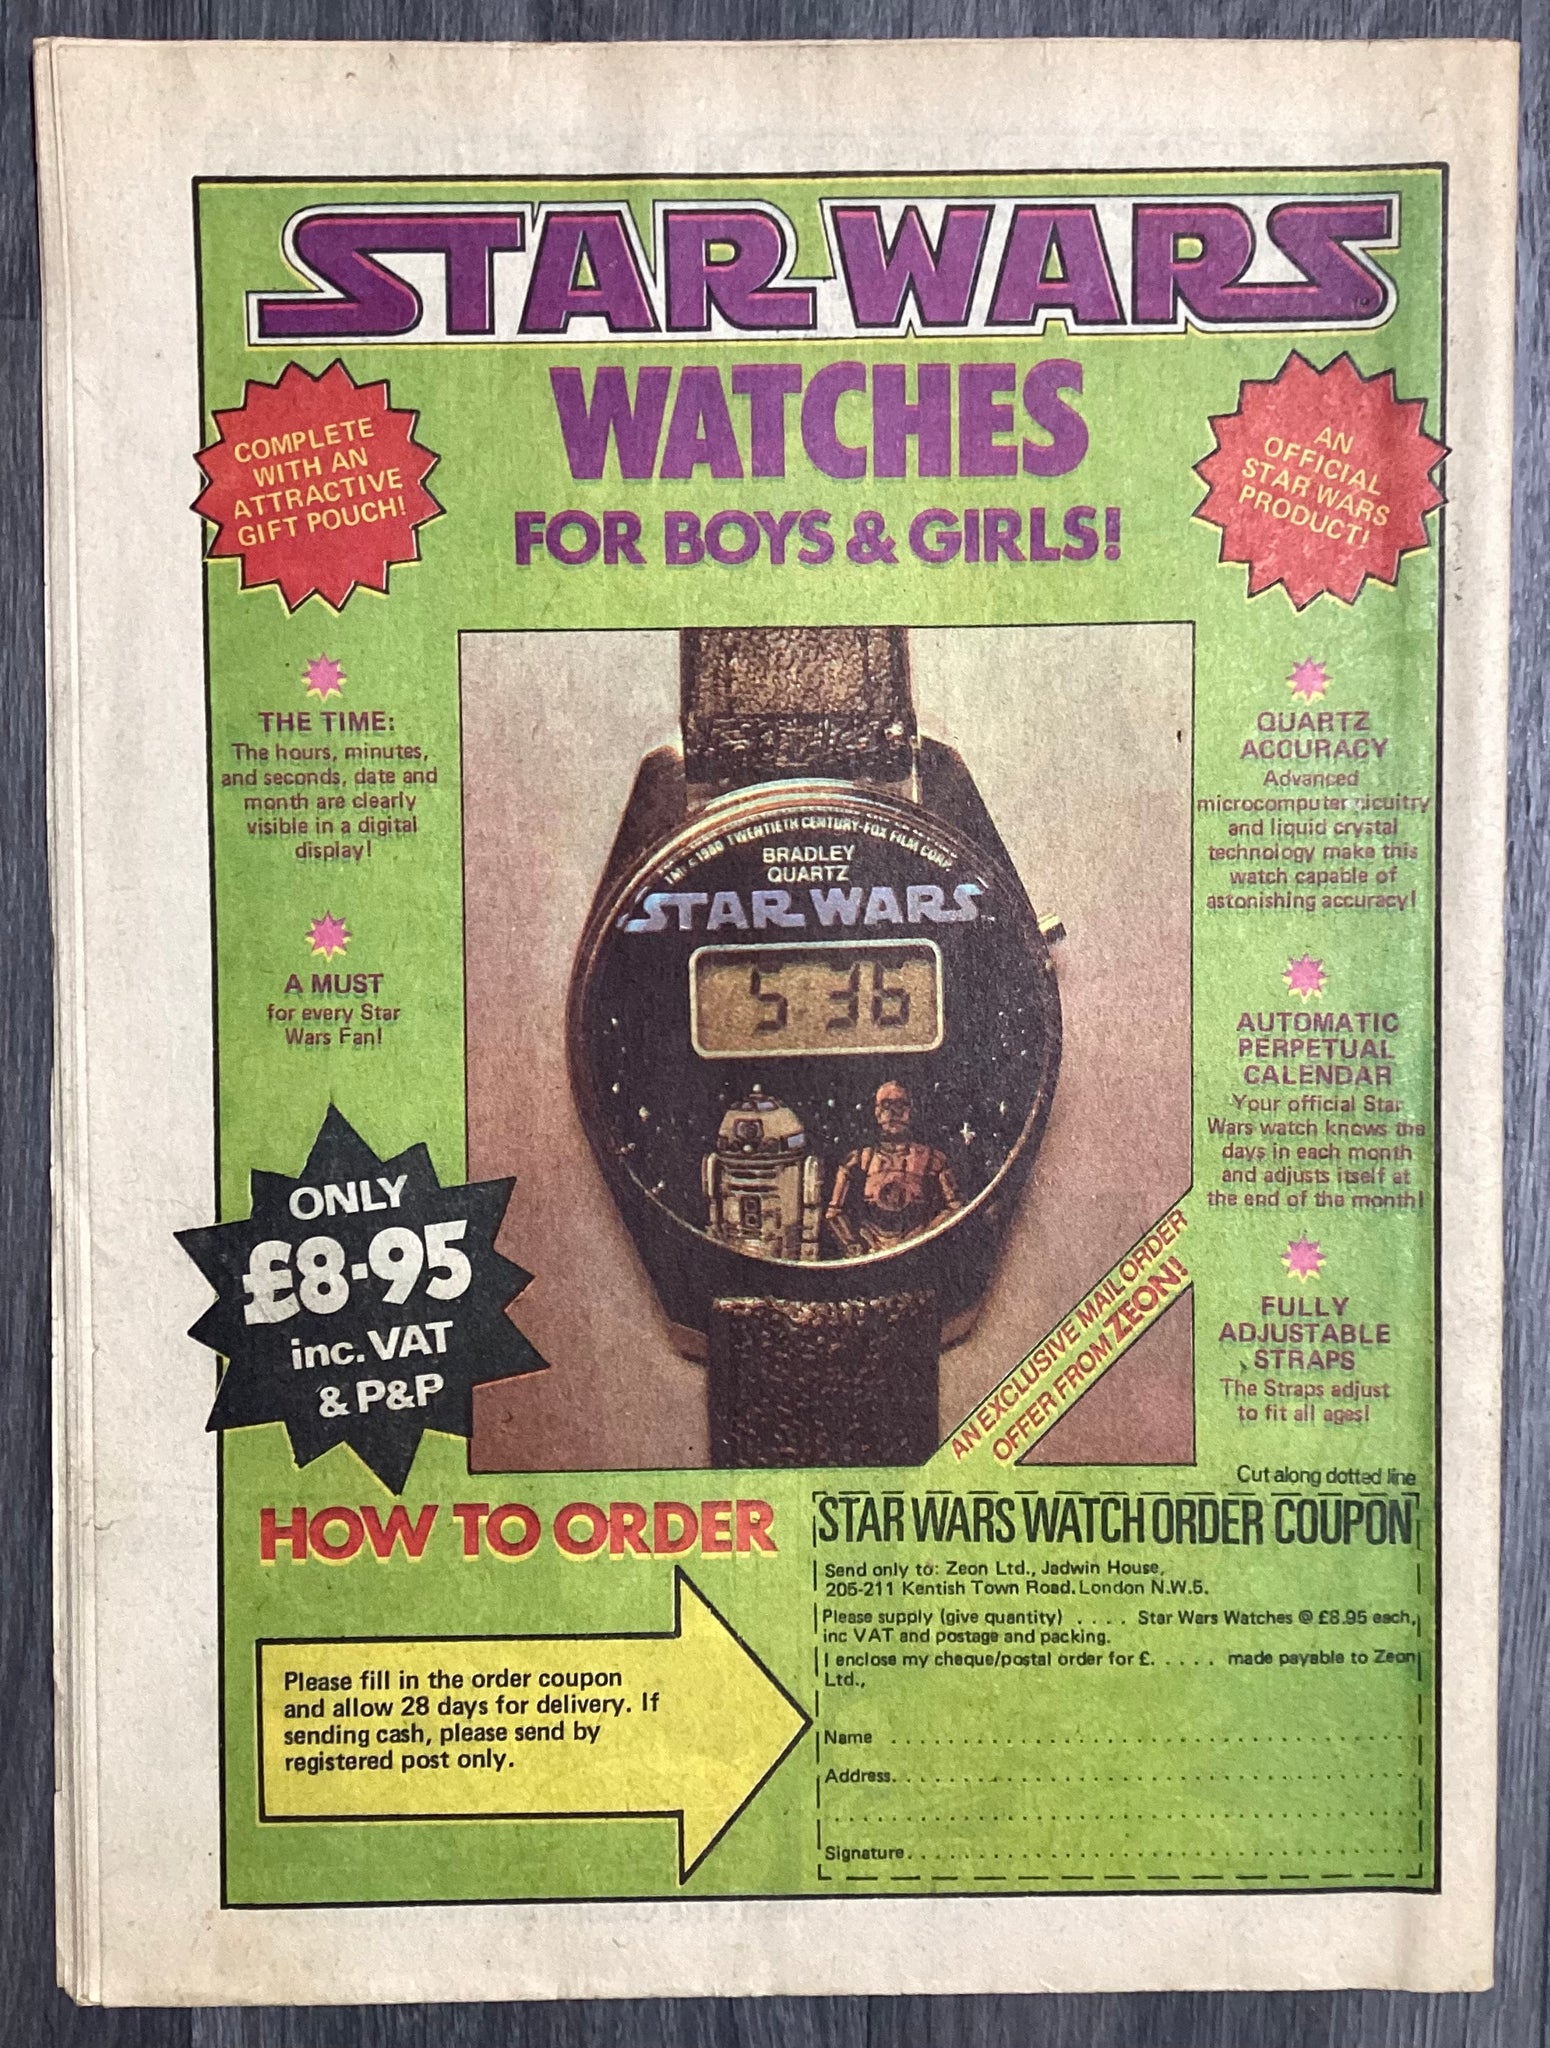 STAR WARS
WATCHES
FOR BOYS & GIRLS!
COMPLETE
WITH AN
ATTRACTIVE
GIFT POUCH!
AN
OFFICIAL
STAR WARS
PRODUCT!
THE TIME:
The hours, minutes,
and seconds, date and
month are clearly
visible in a digital
display!
A MUST
for every Star
Wars Fan!
TM: © 1980 TWENTIETH CENTURY-FOX FILM CORP.
BRADLEY
QUARTZ
STAR WARS
5 36
QUARTZ
ACCURACY
Advanced
microcomputer cicuitry
and liquid crystal
technology make this
watch capable of
astonishing accuracy!
AUTOMATIC
PERPETUAL
CALENDAR
Your official Star
Wars watch knows the
days in each month
and adjusts itself at
the end of the month!
FULLY
ADJUSTABLE
STRAPS
The Straps adjust
to fit all ages!
ONLY
£8·95
inc. VAT
& P&P
AN EXCLUSIVE MAIL ORDER
OFFER FROM ZEON!
HOW TO ORDER
Please fill in the order coupon
and allow 28 days for delivery. If
sending cash, please send by
registered post only.
Cut along dotted line
STAR WARS WATCH ORDER COUPON
Send only to: Zeon Ltd., Jadwin House,
205-211 Kentish Town Road. London N.W.5.
Please supply (give quantity) . . . . Star Wars Watches @ £8.95 each,
inc VAT and postage and packing.
I enclose my cheque/postal order for £. . . . . made payable to Zeon
Ltd.,
Name
Address
Signature